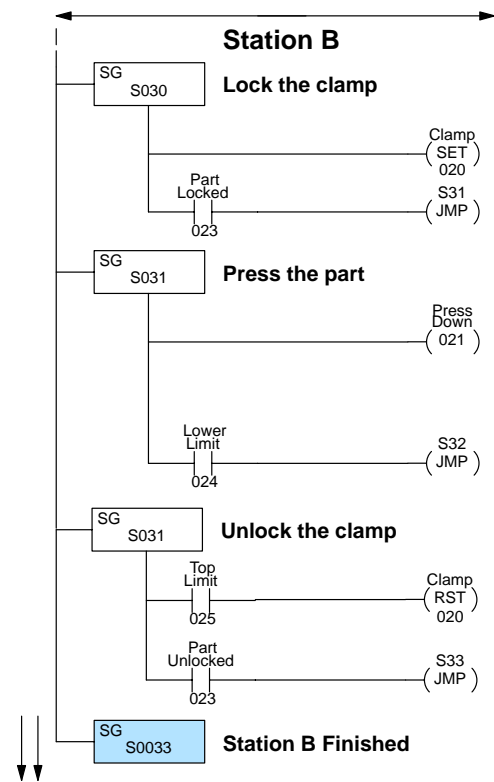 Station B
SG
S030
Lock the clamp
Clamp
SET
020
Part
Locked
023
S31
JMP
SG
S031
Press the part
Press
Down
021
Lower
Limit
024
S32
JMP
SG
S031
Unlock the clamp
Top
Limit
025
Clamp
RST
020
Part
Unlocked
023
S33
JMP
SG
S0033
Station B Finished